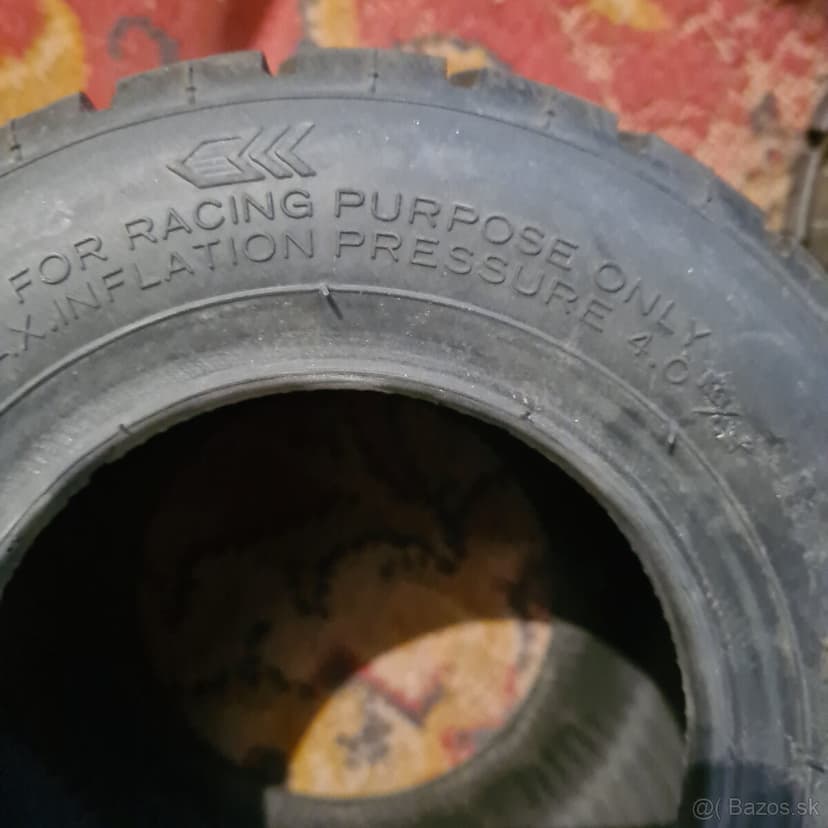 FOR RACING PURPOSE ONLY
X.INFLATION PRESSURE 4.0
@( Bazos.sk